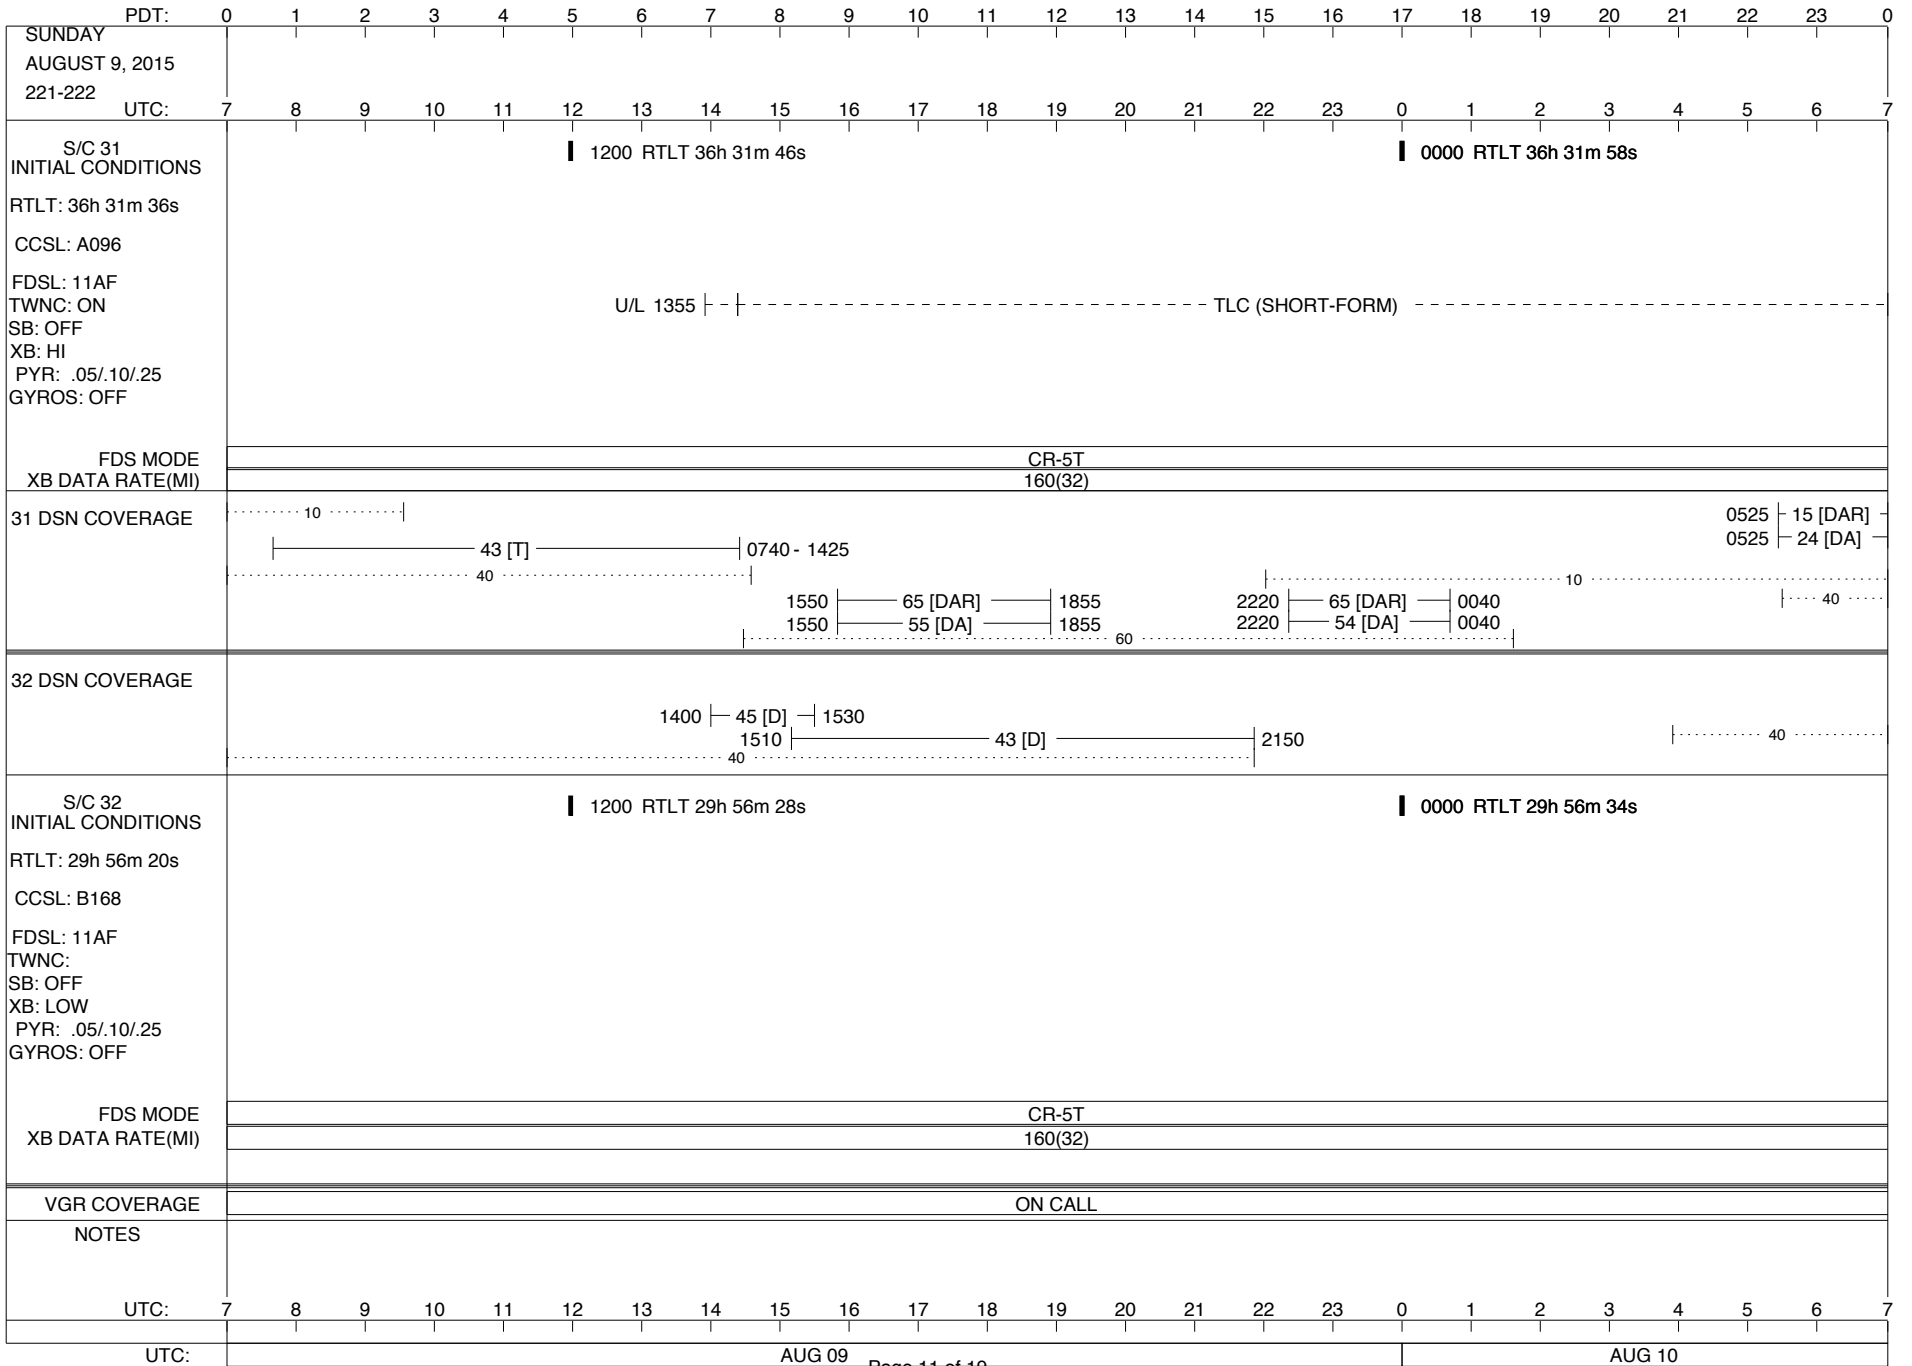 PDT: 0 1 2 3 4 5 6 7 8 9 10 11 12 13 14 15 16 17 18 19 20 21 22 23 0
SUNDAY
AUGUST 9, 2015
221-222
UTC: 7 8 9 10 11 12 13 14 15 16 17 18 19 20 21 22 23 0 1 2 3 4 5 6 7
S/C 31
INITIAL CONDITIONS
1200 RTLT 36h 31m 46s
0000 RTLT 36h 31m 58s
RTLT: 36h 31m 36s
CCSL: A096
FDSL: 11AF
TWNC: ON
U/L 1355 TLC (SHORT-FORM)
SB: OFF
XB: HI
PYR: .05/.10/.25
GYROS: OFF
FDS MODE CR-5T
XB DATA RATE(MI) 160(32)
31 DSN COVERAGE
10
0525 15 [DAR]
0525 24 [DA]
43 [T] 0740 - 1425
40
10
1550 65 [DAR] 1855
2220 65 [DAR] 0040
40
1550 55 [DA] 1855
2220 54 [DA] 0040
60
32 DSN COVERAGE
1400 45 [D] 1530
1510 43 [D] 2150
40
40
S/C 32
INITIAL CONDITIONS
1200 RTLT 29h 56m 28s
0000 RTLT 29h 56m 34s
RTLT: 29h 56m 20s
CCSL: B168
FDSL: 11AF
TWNC:
SB: OFF
XB: LOW
PYR: .05/.10/.25
GYROS: OFF
FDS MODE CR-5T
XB DATA RATE(MI) 160(32)
VGR COVERAGE ON CALL
NOTES
UTC: 7 8 9 10 11 12 13 14 15 16 17 18 19 20 21 22 23 0 1 2 3 4 5 6 7
UTC: AUG 09 AUG 10
Page 11 of